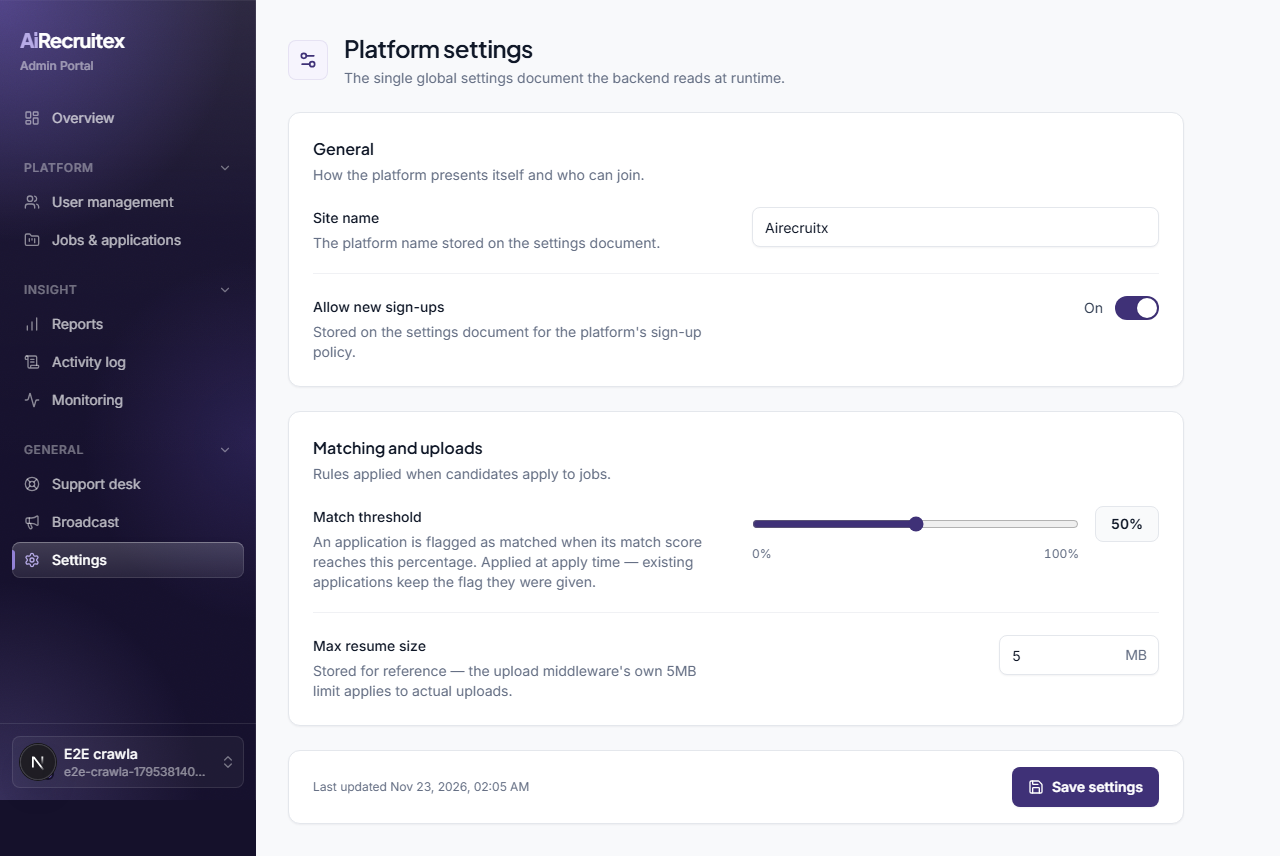 AiRecruitex
Admin Portal
Overview
PLATFORM
User management
Jobs & applications
INSIGHT
Reports
Activity log
Monitoring
GENERAL
Support desk
Broadcast
Settings
N
E2E crawla
e2e-crawla-179538140...
Platform settings
The single global settings document the backend reads at runtime.
General
How the platform presents itself and who can join.
Site name
The platform name stored on the settings document.
Airecruitx
Allow new sign-ups
Stored on the settings document for the platform's sign-up
policy.
On
Matching and uploads
Rules applied when candidates apply to jobs.
Match threshold
An application is flagged as matched when its match score
reaches this percentage. Applied at apply time — existing
applications keep the flag they were given.
0%
100%
50%
Max resume size
Stored for reference — the upload middleware's own 5MB
limit applies to actual uploads.
5 MB
Last updated Nov 23, 2026, 02:05 AM
Save settings